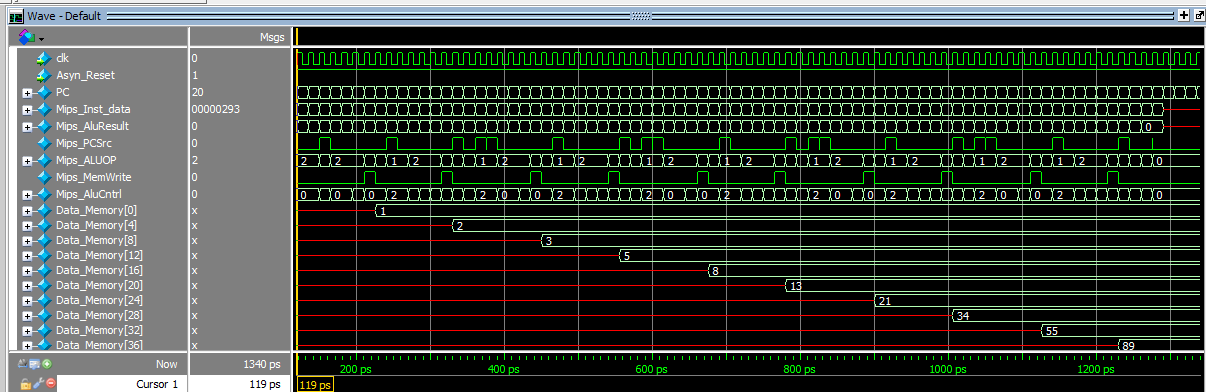 Wave - Default
Msgs
clk 0
Asyn_Reset 1
PC 20
Mips_Inst_data 00000293
Mips_AluResult 0 0
Mips_PCSrc 0
Mips_ALUOP 2 2 2 1 2 1 2 1 2 1 2 1 2 1 2 1 2 1 2 1 2 0
Mips_MemWrite 0
Mips_AluCntrl 0 0 0 0 2 2 0 0 2 2 0 0 2 2 0 0 2 2 0 0 2 2 0
Data_Memory[0] x 1
Data_Memory[4] x 2
Data_Memory[8] x 3
Data_Memory[12] x 5
Data_Memory[16] x 8
Data_Memory[20] x 13
Data_Memory[24] x 21
Data_Memory[28] x 34
Data_Memory[32] x 55
Data_Memory[36] x 89
Now 1340 ps 200 ps 400 ps 600 ps 800 ps 1000 ps 1200 ps
Cursor 1 119 ps 119 ps